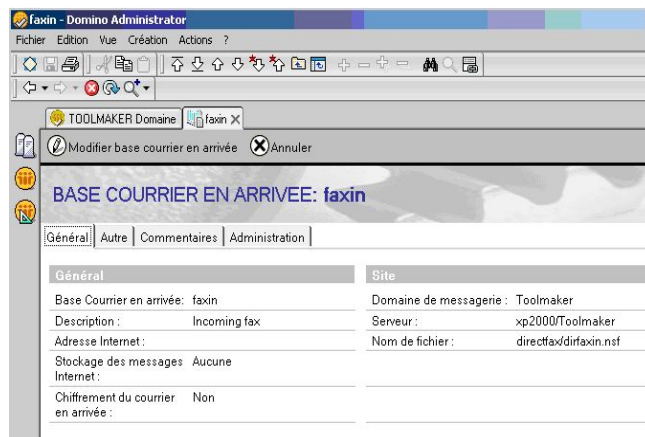 faxin - Domino Administrator
Fichier Edition Vue Création Actions ?
TOOLMAKER Domaine faxin
Modifier base courrier en arrivée Annuler
BASE COURRIER EN ARRIVEE: faxin
Général Autre Commentaires Administration
Général
Base Courrier en arrivée: faxin
Description : Incoming fax
Adresse Internet :
Stockage des messages Internet : Aucune
Chiffrement du courrier en arrivée : Non
Site
Domaine de messagerie : Toolmaker
Serveur : xp2000/Toolmaker
Nom de fichier : directfax/dirfaxin.nsf